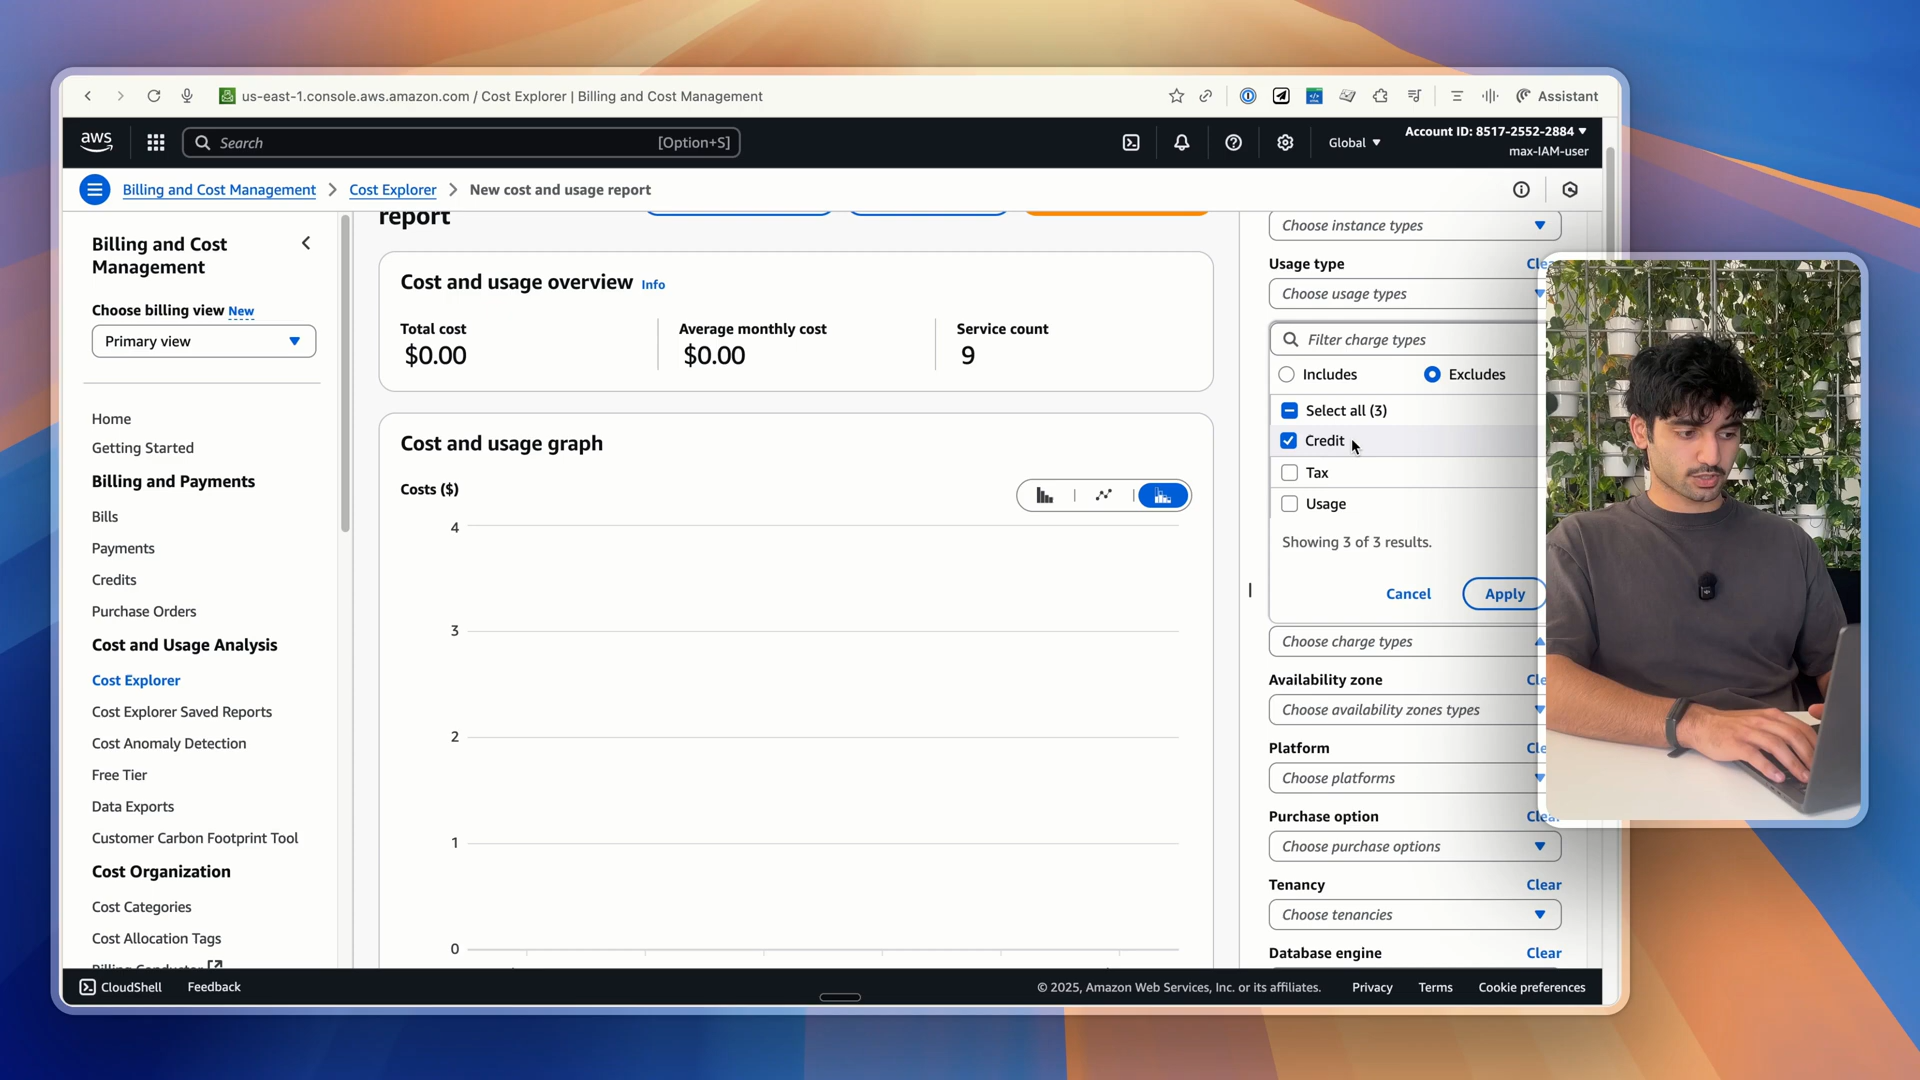 us-east-1.console.aws.amazon.com / Cost Explorer | Billing and Cost Management
Assistant
aws
Search
[Option+S]
Global
Account ID: 8517-2552-2884
max-IAM-user
Billing and Cost Management
Cost Explorer
New cost and usage report
Billing and Cost
Management
Choose billing view New
Primary view
Home
Getting Started
Billing and Payments
Bills
Payments
Credits
Purchase Orders
Cost and Usage Analysis
Cost Explorer
Cost Explorer Saved Reports
Cost Anomaly Detection
Free Tier
Data Exports
Customer Carbon Footprint Tool
Cost Organization
Cost Categories
Cost Allocation Tags
report
Cost and usage overview Info
Total cost
$0.00
Average monthly cost
$0.00
Service count
9
Cost and usage graph
Costs ($)
4
3
2
1
0
Choose instance types
Usage type
Cle
Choose usage types
Filter charge types
Includes
Excludes
Select all (3)
Credit
Tax
Usage
Showing 3 of 3 results.
Cancel
Apply
Choose charge types
Availability zone
Cle
Choose availability zones types
Platform
Cle
Choose platforms
Purchase option
Clea
Choose purchase options
Tenancy
Clear
Choose tenancies
Database engine
Clear
CloudShell
Feedback
© 2025, Amazon Web Services, Inc. or its affiliates.
Privacy
Terms
Cookie preferences